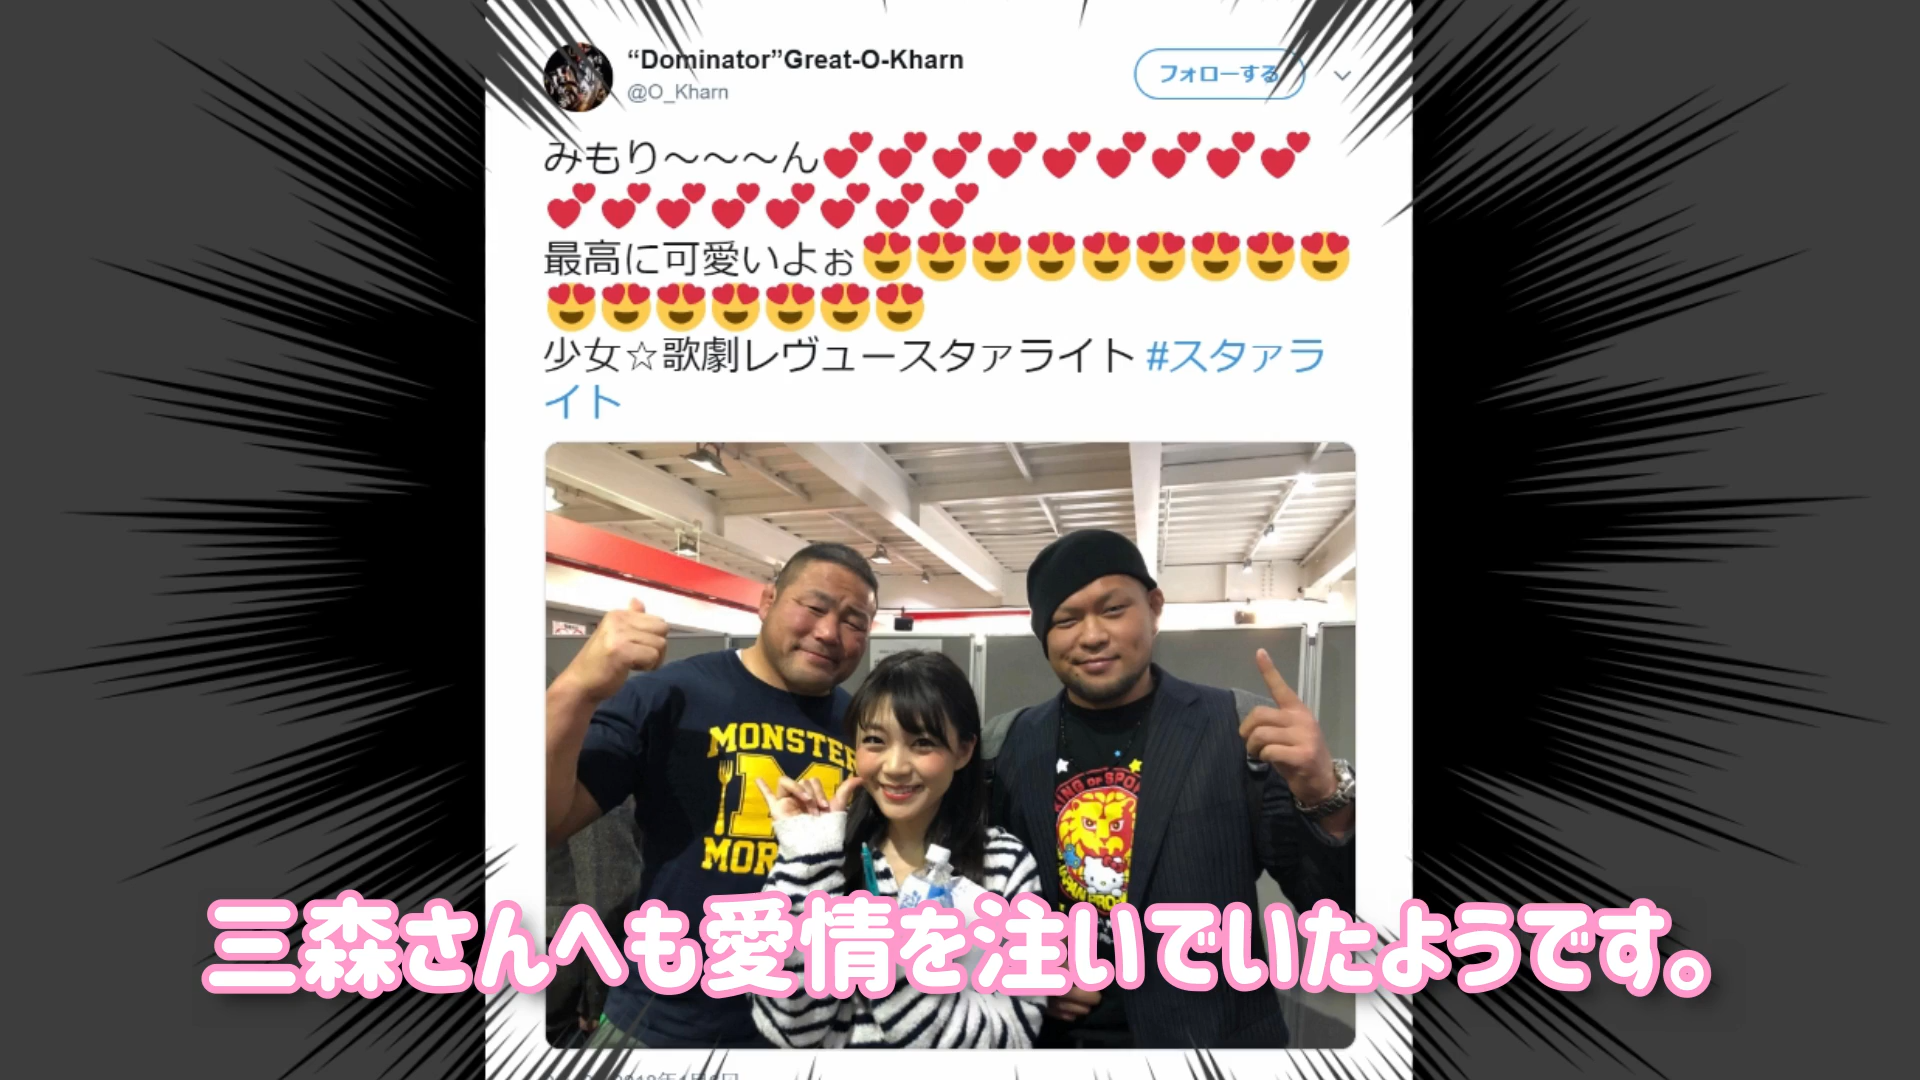 “Dominator”Great-O-Kharn
@O_Kharn
フォローする
みもり～～～ん💕💕💕💕💕💕💕💕💕
💕💕💕💕💕💕💕💕
最高に可愛いよぉ😍😍😍😍😍😍😍😍😍
😍😍😍😍😍😍😍
少女☆歌劇レヴュースタァライト #スタァラ
イト
MONSTER
M
MOR
KING OF SPO
三森さんへも愛情を注いでいたようです。